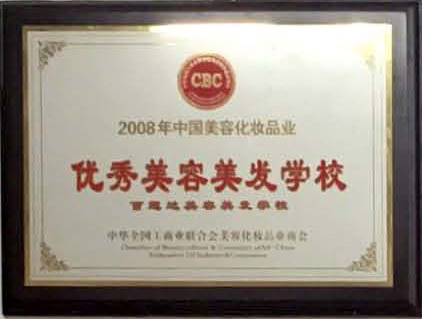 CBC
2008年中国美容化妆品业
优秀美容美发学校
美容美发学校
中华全国工商业联合会美容化妆品业商会